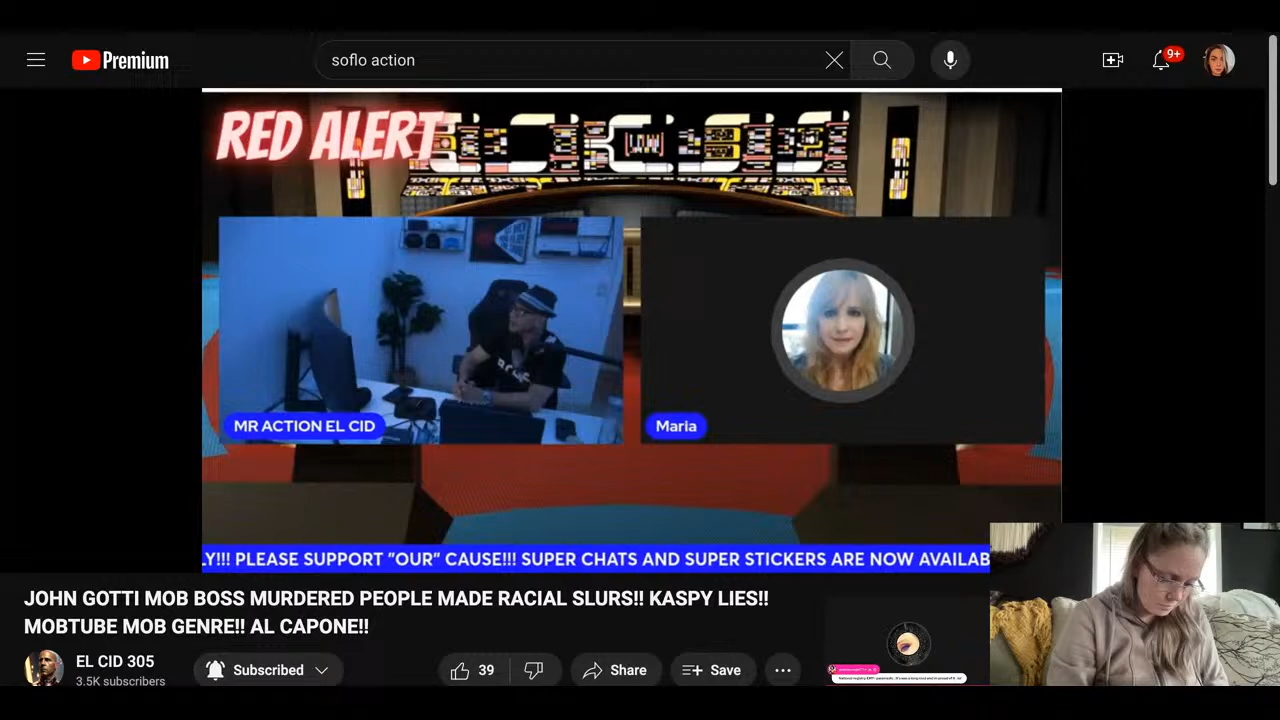 Premium
soflo action
9+
RED ALERT
MR ACTION EL CID
Maria
LY!!! PLEASE SUPPORT "OUR" CAUSE!!! SUPER CHATS AND SUPER STICKERS ARE NOW AVAILAB
JOHN GOTTI MOB BOSS MURDERED PEOPLE MADE RACIAL SLURS!! KASPY LIES!!
MOBTUBE MOB GENRE!! AL CAPONE!!
EL CID 305
3.5K subscribers
Subscribed
39
Share
Save